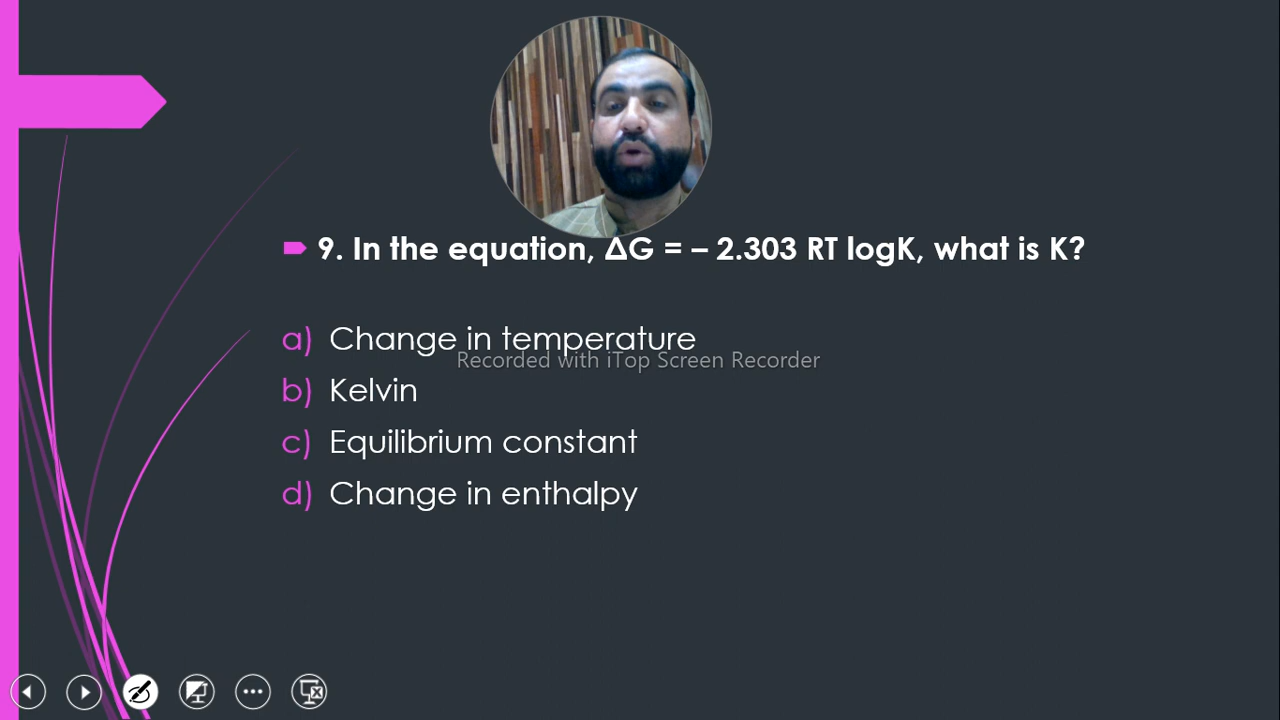 9. In the equation, ΔG = – 2.303 RT logK, what is K?
a) Change in temperature
Recorded with iTop Screen Recorder
b) Kelvin
c) Equilibrium constant
d) Change in enthalpy